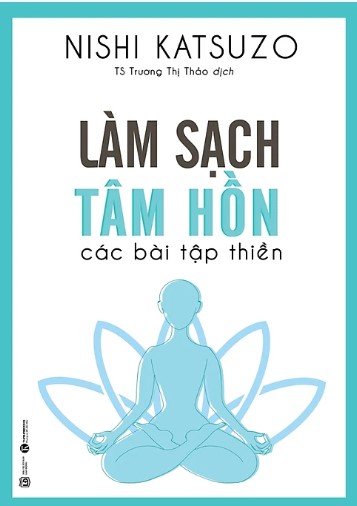 NISHI KATSUZO
TS Trương Thị Thảo dịch
LÀM SẠCH
TÂM HỒN
các bài tập thiền